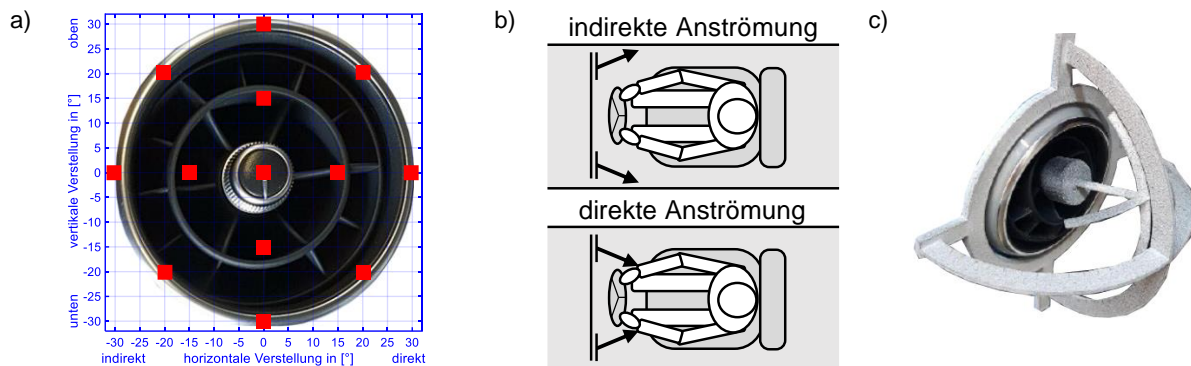 a)
oben
30
25
20
15
10
5
0
-5
-10
-15
-20
-25
-30
unten
vertikale Verstellung in [°]
-30 -25 -20 -15 -10 -5 0 5 10 15 20 25 30
indirekt horizontale Verstellung in [°] direkt
b)
indirekte Anströmung
direkte Anströmung
c)